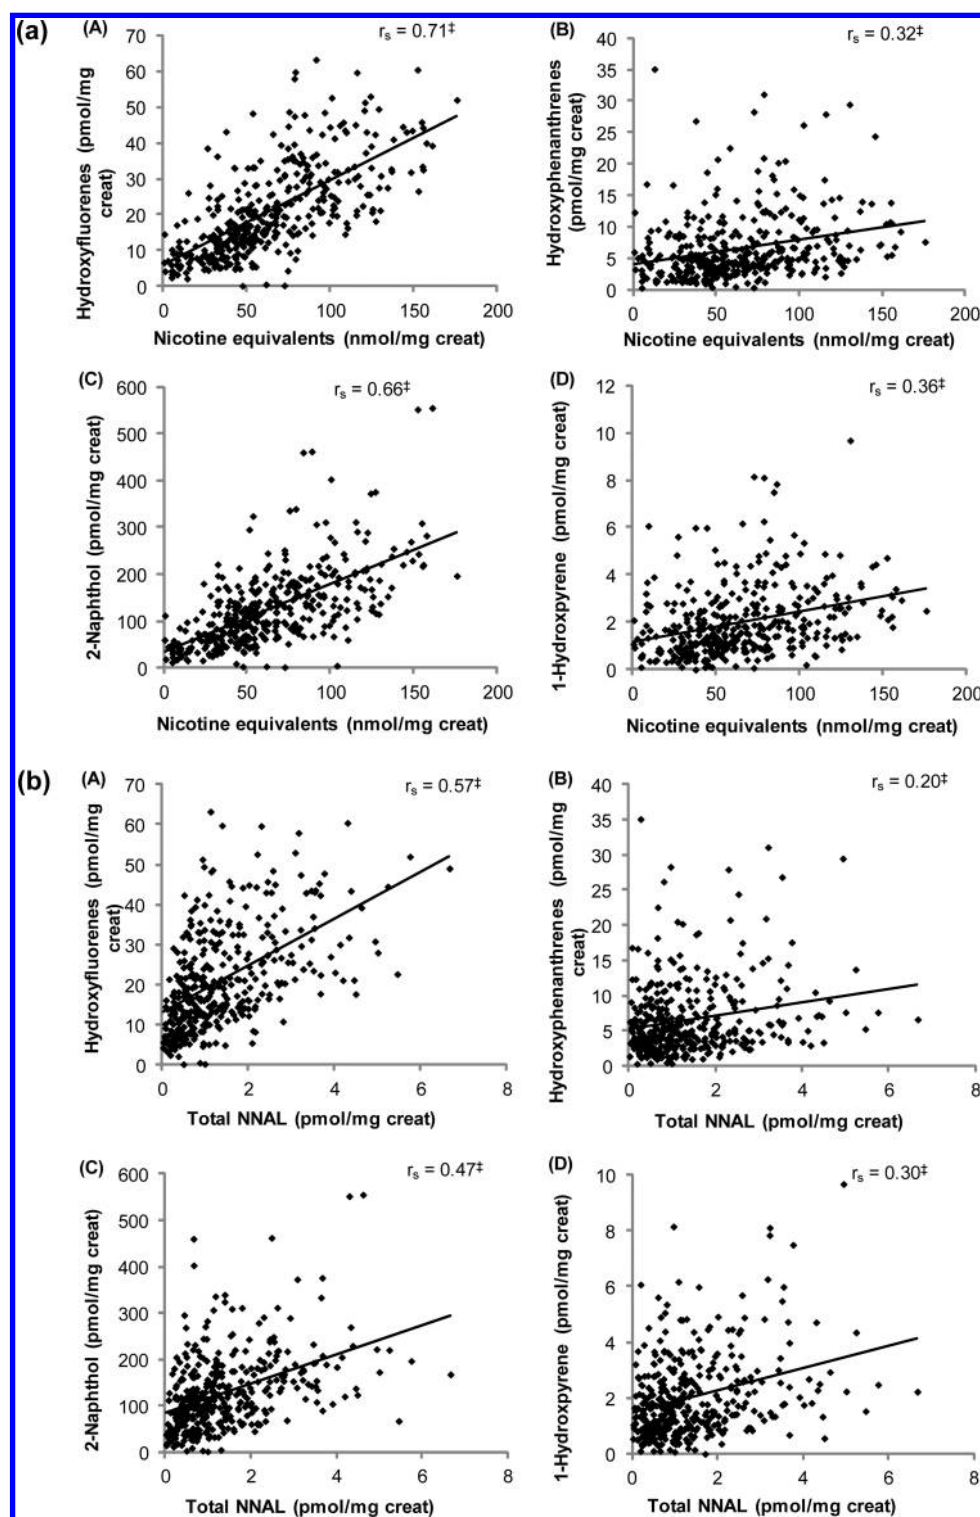 (a)
(A)
r_s = 0.71‡
Hydroxyfluorenes (pmol/mg
creat)
70
60
50
40
30
20
10
0
0 50 100 150 200
Nicotine equivalents (nmol/mg creat)
(B)
r_s = 0.32‡
Hydroxyphenanthrenes
(pmol/mg creat)
40
35
30
25
20
15
10
5
0
0 50 100 150 200
Nicotine equivalents (nmol/mg creat)
(C)
r_s = 0.66‡
2-Naphthol (pmol/mg creat)
600
500
400
300
200
100
0
0 50 100 150 200
Nicotine equivalents (nmol/mg creat)
(D)
r_s = 0.36‡
1-Hydroxpyrene (pmol/mg creat)
12
10
8
6
4
2
0
0 50 100 150 200
Nicotine equivalents (nmol/mg creat)
(b)
(A)
r_s = 0.57‡
Hydroxyfluorenes (pmol/mg
creat)
70
60
50
40
30
20
10
0
0 2 4 6 8
Total NNAL (pmol/mg creat)
(B)
r_s = 0.20‡
Hydroxyphenanthrenes (pmol/mg
creat)
40
35
30
25
20
15
10
5
0
0 2 4 6 8
Total NNAL (pmol/mg creat)
(C)
r_s = 0.47‡
2-Naphthol (pmol/mg creat)
600
500
400
300
200
100
0
0 2 4 6 8
Total NNAL (pmol/mg creat)
(D)
r_s = 0.30‡
1-Hydroxpyrene (pmol/mg creat)
10
8
6
4
2
0
0 2 4 6 8
Total NNAL (pmol/mg creat)